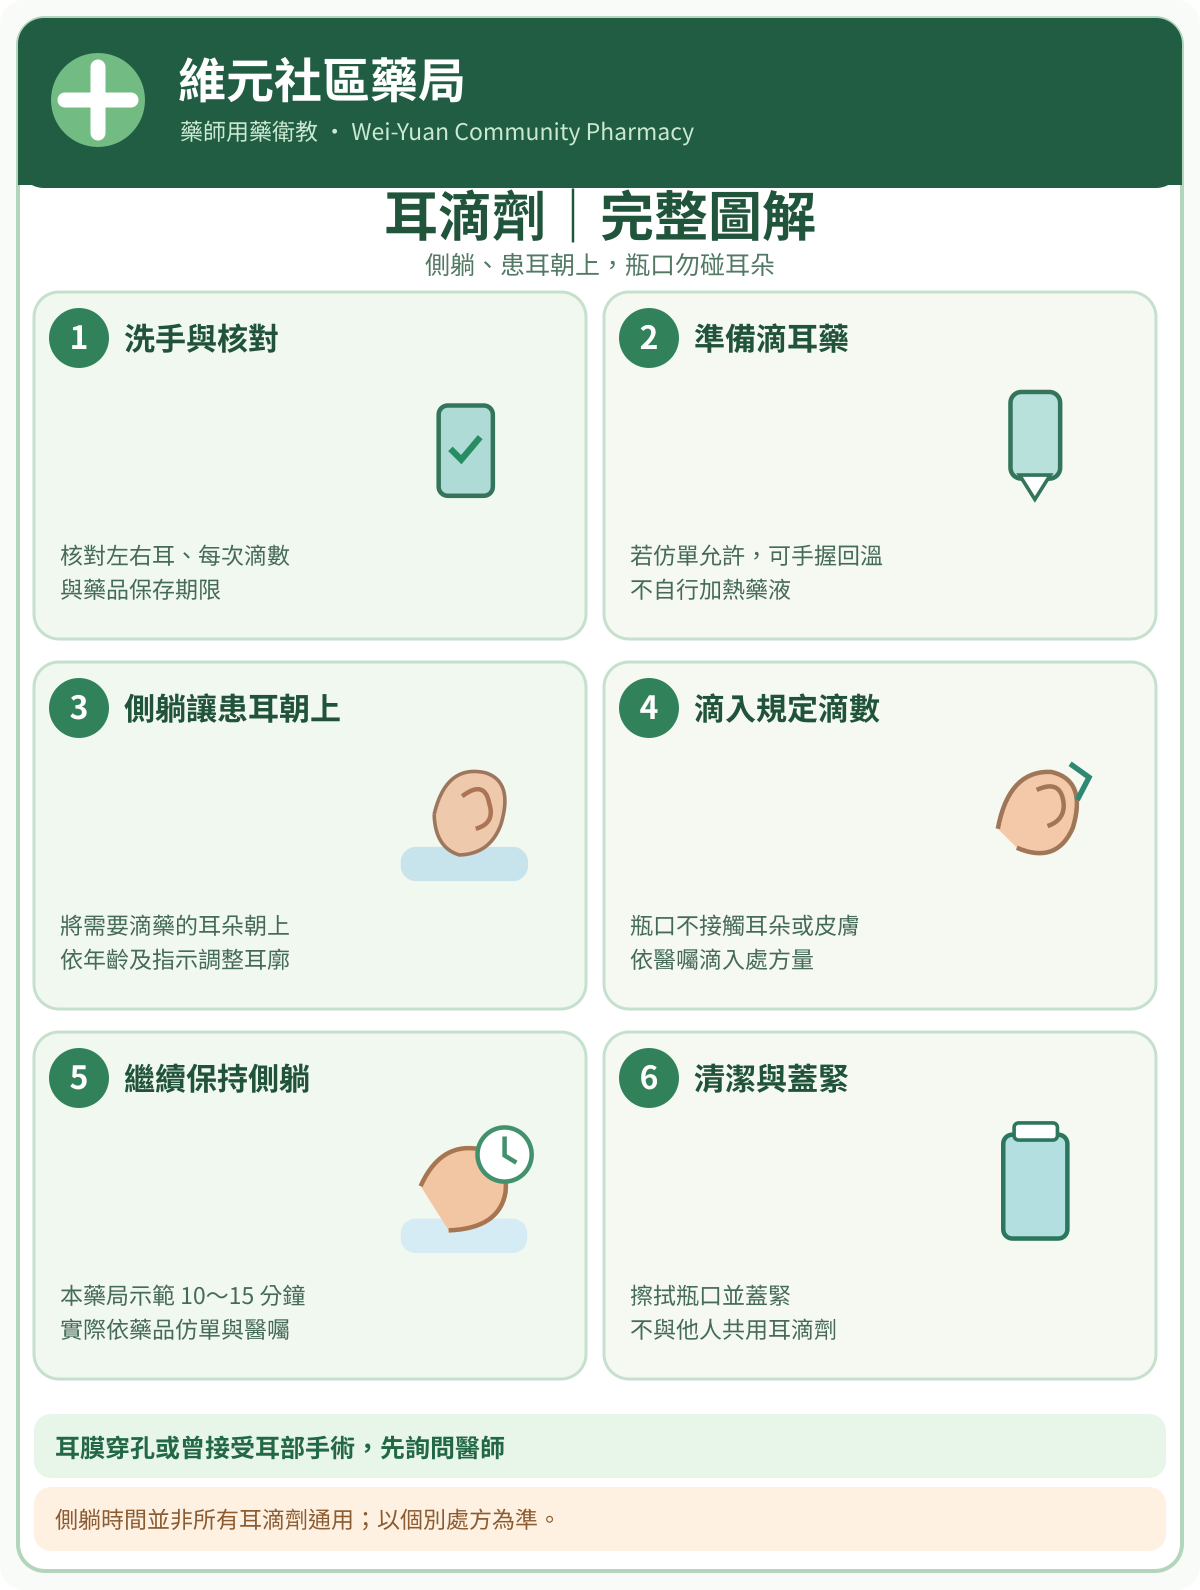 維元社區藥局
藥師用藥衛教 · Wei-Yuan Community Pharmacy
耳滴劑｜完整圖解
側躺、患耳朝上，瓶口勿碰耳朵
1 洗手與核對
核對左右耳、每次滴數
與藥品保存期限
2 準備滴耳藥
若仿單允許，可手握回溫
不自行加熱藥液
3 側躺讓患耳朝上
將需要滴藥的耳朵朝上
依年齡及指示調整耳廓
4 滴入規定滴數
瓶口不接觸耳朵或皮膚
依醫囑滴入處方量
5 繼續保持側躺
本藥局示範 10～15 分鐘
實際依藥品仿單與醫囑
6 清潔與蓋緊
擦拭瓶口並蓋緊
不與他人共用耳滴劑
耳膜穿孔或曾接受耳部手術，先詢問醫師
側躺時間並非所有耳滴劑通用；以個別處方為準。